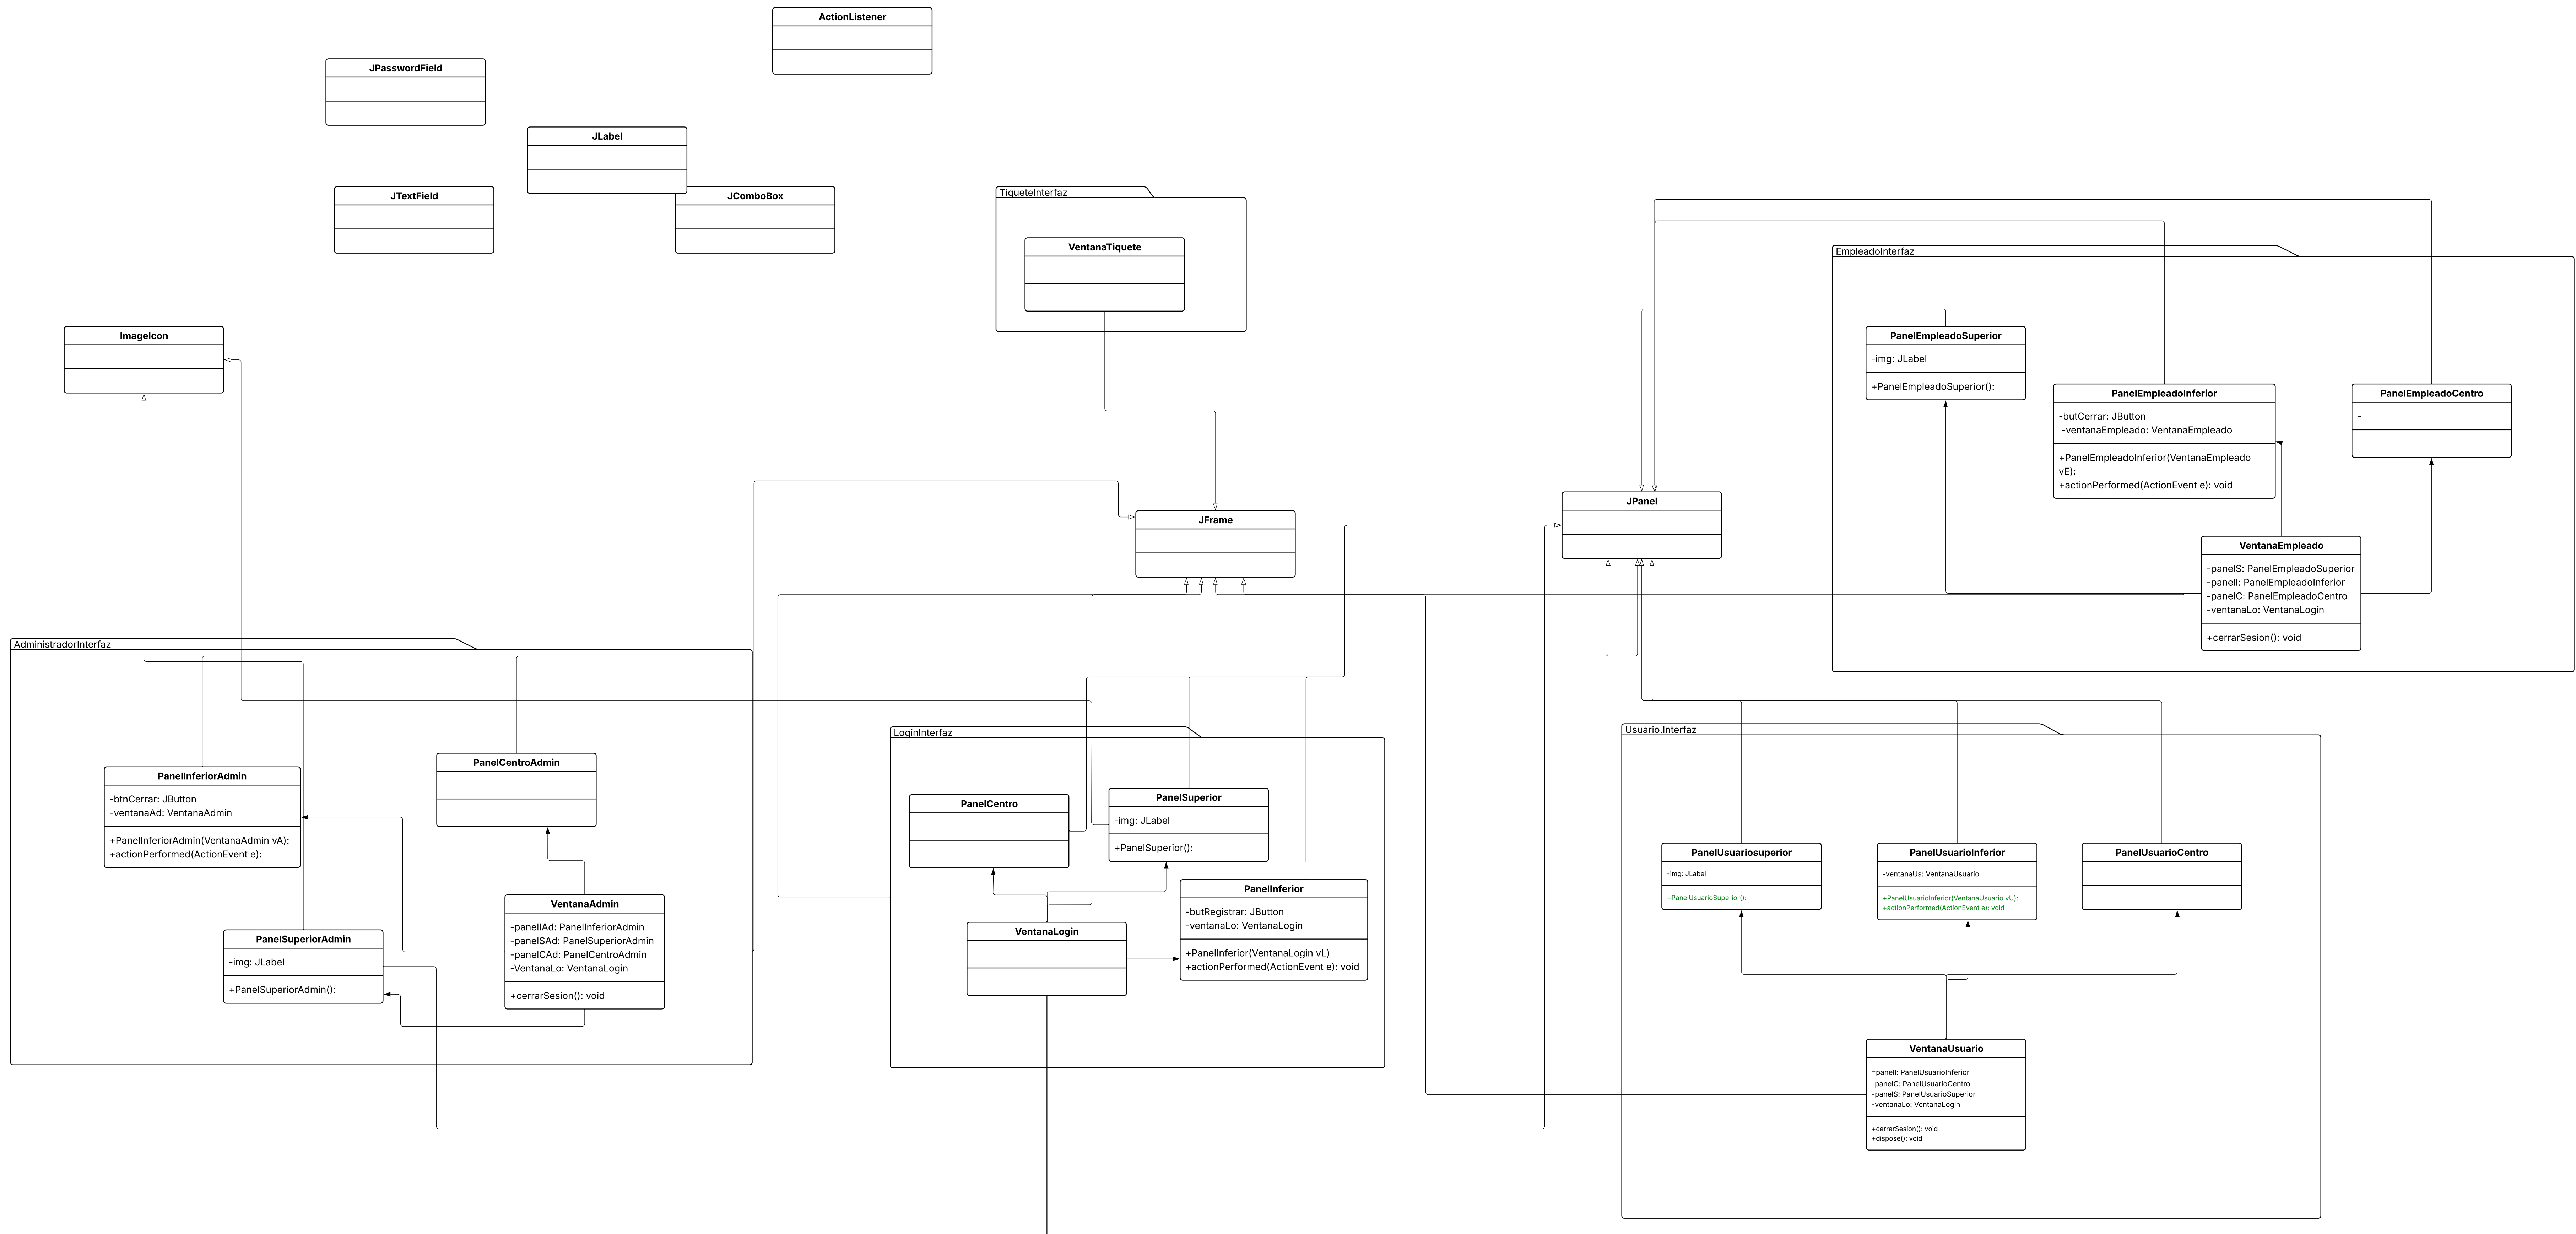 ActionListener
JPasswordField
JLabel
JTextField
JComboBox
TiqueteInterfaz
VentanaTiquete
EmpleadoInterfaz
ImageIcon
PanelEmpleadoSuperior
-img: JLabel
+PanelEmpleadoSuperior():
PanelEmpleadoInferior
-butCerrar: JButton
-ventanaEmpleado: VentanaEmpleado
+PanelEmpleadoInferior(VentanaEmpleado
vE):
+actionPerformed(ActionEvent e): void
PanelEmpleadoCentro
-
JPanel
JFrame
VentanaEmpleado
-panelS: PanelEmpleadoSuperior
-panelI: PanelEmpleadoInferior
-panelC: PanelEmpleadoCentro
-ventanaLo: VentanaLogin
+cerrarSesion(): void
AdministradorInterfaz
PanelInferiorAdmin
-btnCerrar: JButton
-ventanaAd: VentanaAdmin
+PanelInferiorAdmin(VentanaAdmin vA):
+actionPerformed(ActionEvent e):
PanelCentroAdmin
VentanaAdmin
-panelIAd: PanelInferiorAdmin
-panelSAd: PanelSuperiorAdmin
-panelCAd: PanelCentroAdmin
-VentanaLo: VentanaLogin
+cerrarSesion(): void
PanelSuperiorAdmin
-img: JLabel
+PanelSuperiorAdmin():
LoginInterfaz
PanelCentro
PanelSuperior
-img: JLabel
+PanelSuperior():
PanelInferior
-butRegistrar: JButton
-ventanaLo: VentanaLogin
+PanelInferior(VentanaLogin vL)
+actionPerformed(ActionEvent e): void
VentanaLogin
Usuario.Interfaz
PanelUsuariosuperior
-img: JLabel
+PanelUsuarioSuperior():
PanelUsuarioInferior
-ventanaUs: VentanaUsuario
+PanelUsuarioInferior(VentanaUsuario vU):
+actionPerformed(ActionEvent e): void
PanelUsuarioCentro
VentanaUsuario
-panelI: PanelUsuarioInferior
-panelC: PanelUsuarioCentro
-panelS: PanelUsuarioSuperior
-ventanaLo: VentanaLogin
+cerrarSesion(): void
+dispose(): void